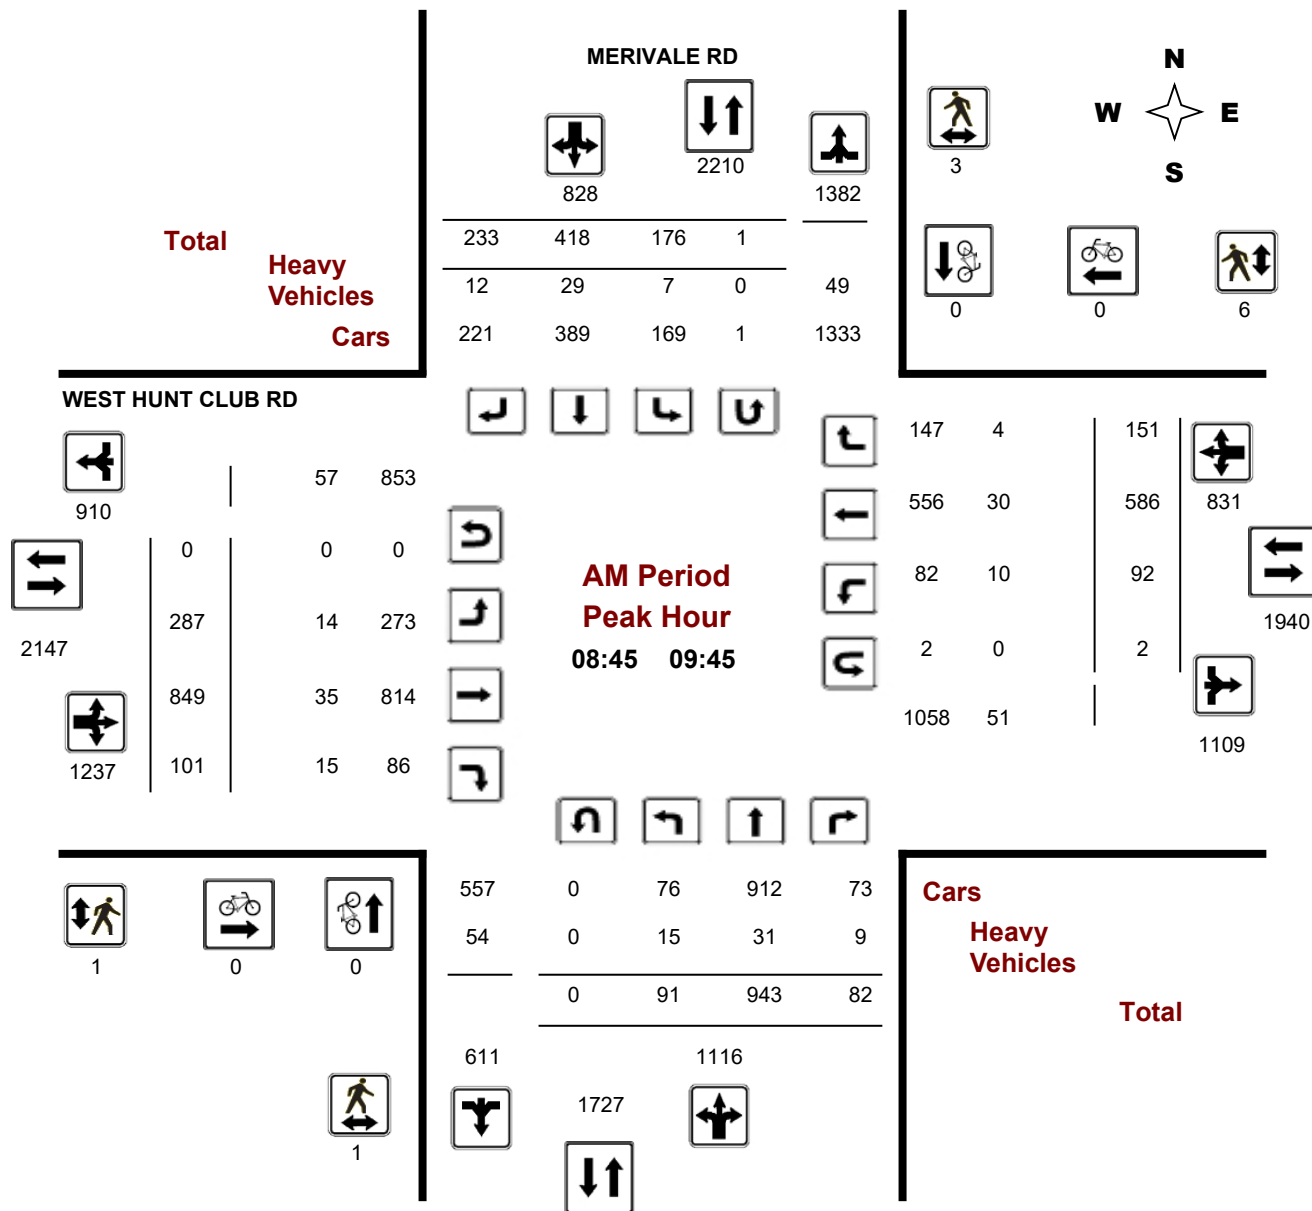 MERIVALE RD
N
W E
S
828
2210
1382
3
Total
233 418 176 1
Heavy
Vehicles
12 29 7 0 49
Cars
221 389 169 1 1333
0 0 6
WEST HUNT CLUB RD
910
57 853
0 0 0
287 14 273
2147
849 35 814
1237
101 15 86
AM Period
Peak Hour
08:45 09:45
147 4 151
556 30 586 831
82 10 92
1940
2 0 2
1058 51
1109
557 0 76 912 73
54 0 15 31 9
0 91 943 82
611 1116
1727
1 0 0
1
Cars
Heavy
Vehicles
Total